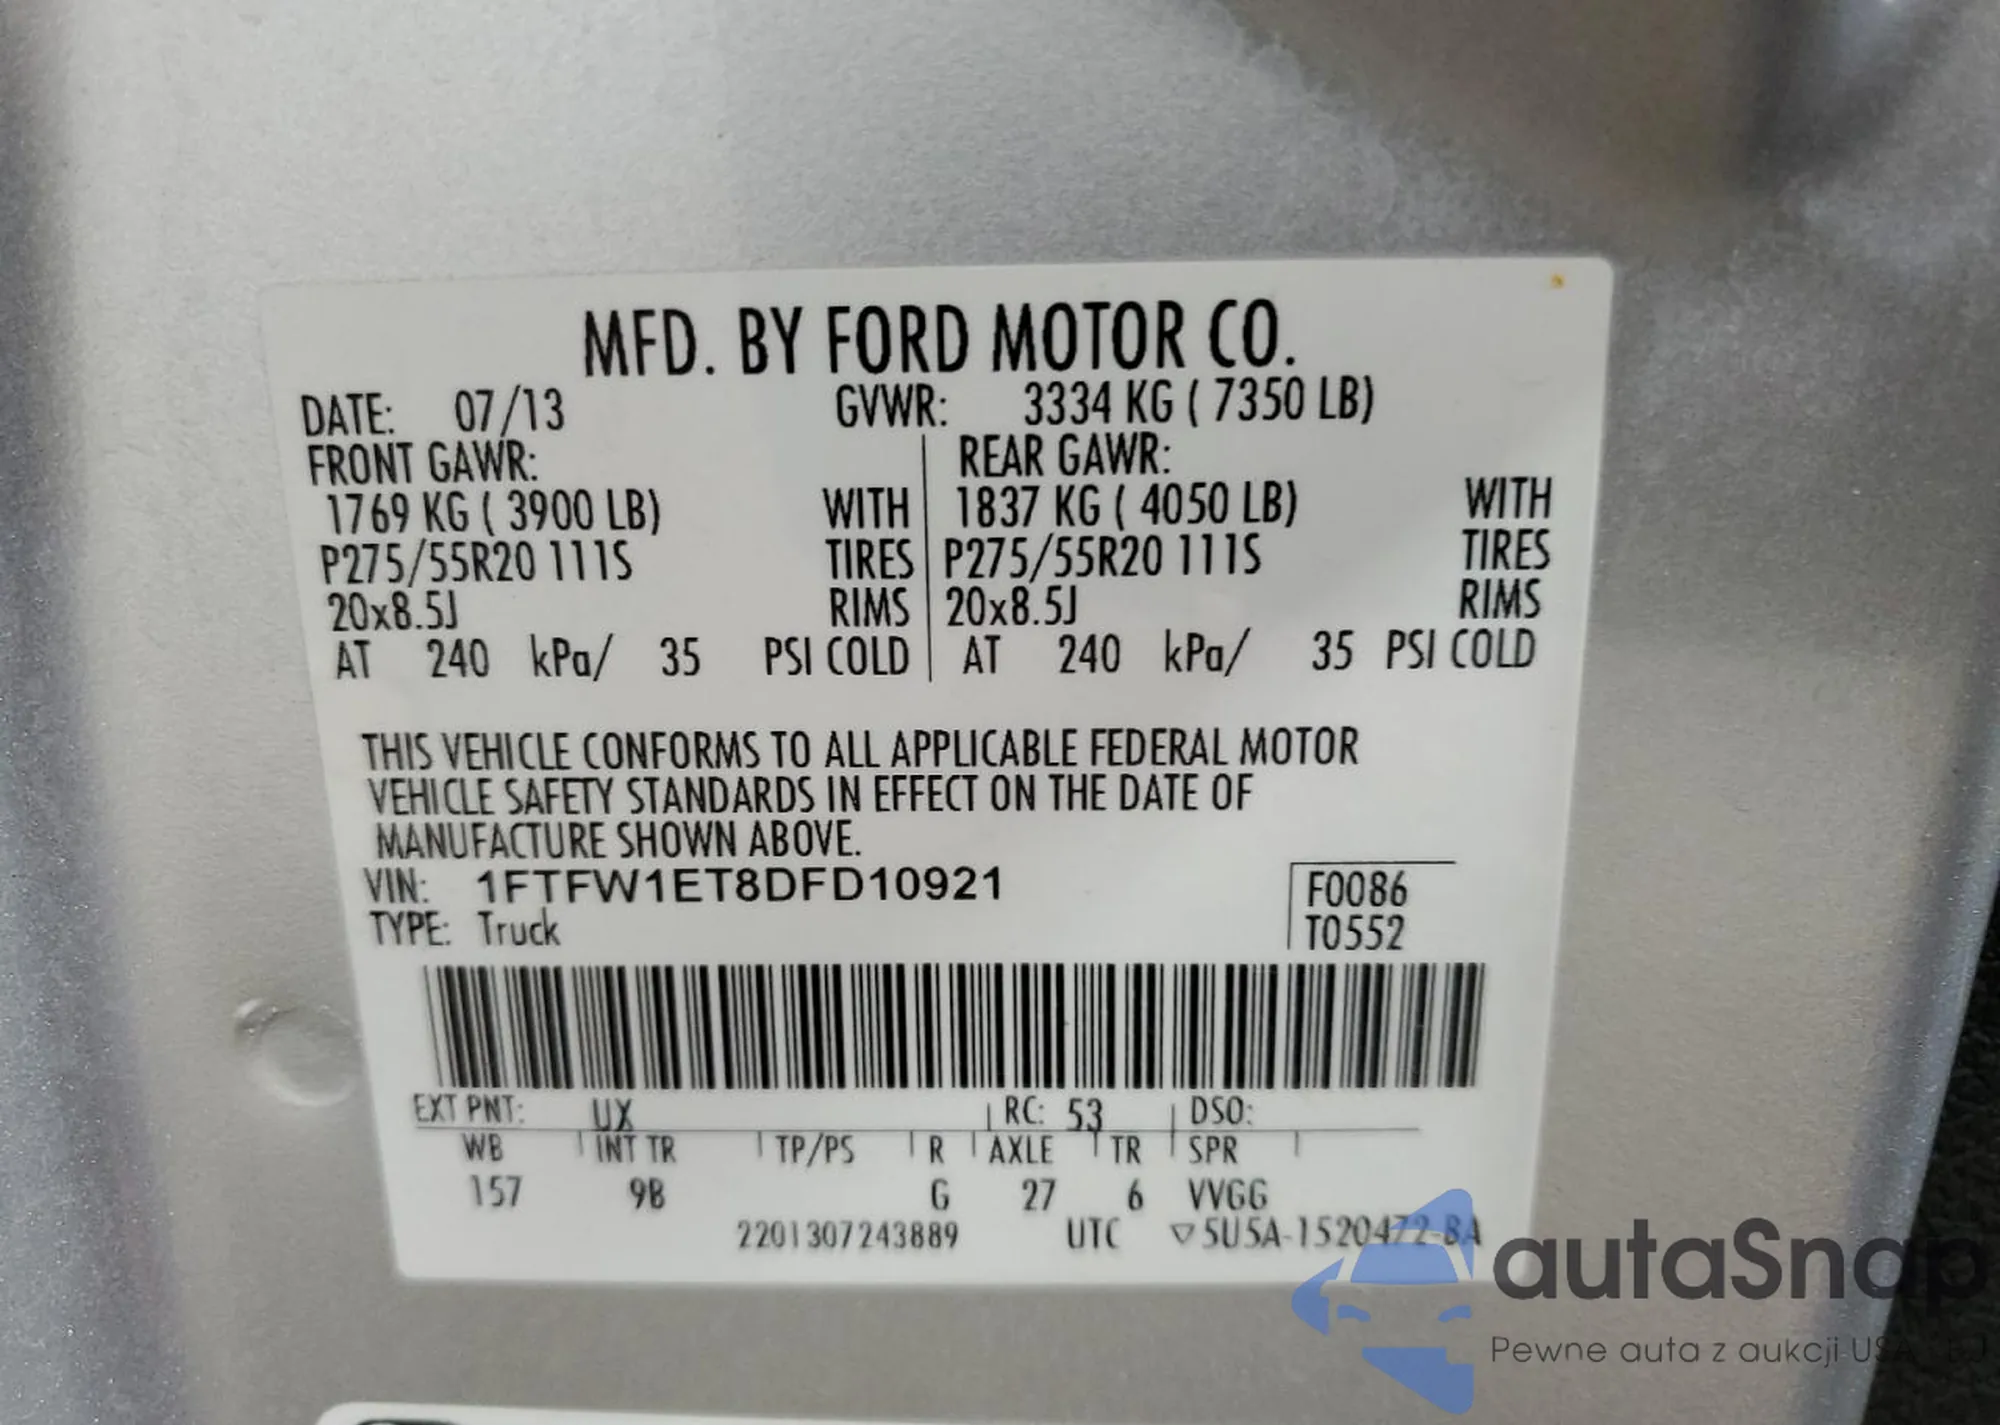 MFD. BY FORD MOTOR CO.
DATE: 07/13 GVWR: 3334 KG ( 7350 LB)
FRONT GAWR: REAR GAWR:
1769 KG ( 3900 LB) WITH 1837 KG ( 4050 LB) WITH
P275/55R20 111S TIRES P275/55R20 111S TIRES
20x8.5J RIMS 20x8.5J RIMS
AT 240 kPa/ 35 PSI COLD AT 240 kPa/ 35 PSI COLD
THIS VEHICLE CONFORMS TO ALL APPLICABLE FEDERAL MOTOR
VEHICLE SAFETY STANDARDS IN EFFECT ON THE DATE OF
MANUFACTURE SHOWN ABOVE.
VIN: 1FTFW1ET8DFD10921 F0086
TYPE: Truck T0552
EXT PNT: UX RC: 53 DSO:
WB INT TR TP/PS R AXLE TR SPR
157 9B G 27 6 VVGG
2201307243889 UTC ▽5U5A-1520472-BA
autaSnap
Pewne auta z aukcji USA